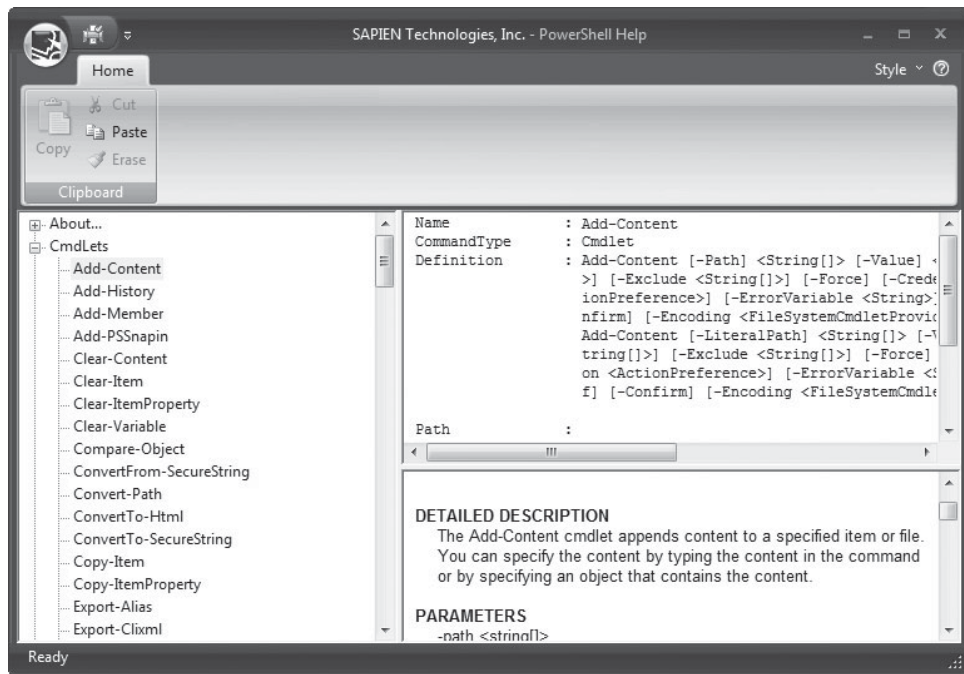 SAPIEN Technologies, Inc. - PowerShell Help
Home
Style
Copy
Cut
Paste
Erase
Clipboard
About...
CmdLets
Add-Content
Add-History
Add-Member
Add-PSSnapin
Clear-Content
Clear-Item
Clear-ItemProperty
Clear-Variable
Compare-Object
ConvertFrom-SecureString
Convert-Path
ConvertTo-Html
ConvertTo-SecureString
Copy-Item
Copy-ItemProperty
Export-Alias
Export-Clixml
Name : Add-Content
CommandType : Cmdlet
Definition : Add-Content [-Path] <String[]> [-Value] <
>] [-Exclude <String[]>] [-Force] [-Crede
ionPreference>] [-ErrorVariable <String>]
nfirm] [-Encoding <FileSystemCmdletProvid
Add-Content [-LiteralPath] <String[]> [-V
tring[]>] [-Exclude <String[]>] [-Force]
on <ActionPreference>] [-ErrorVariable <S
f] [-Confirm] [-Encoding <FileSystemCmdle
Path :
DETAILED DESCRIPTION
The Add-Content cmdlet appends content to a specified item or file.
You can specify the content by typing the content in the command
or by specifying an object that contains the content.
PARAMETERS
-path <string[]>
Ready